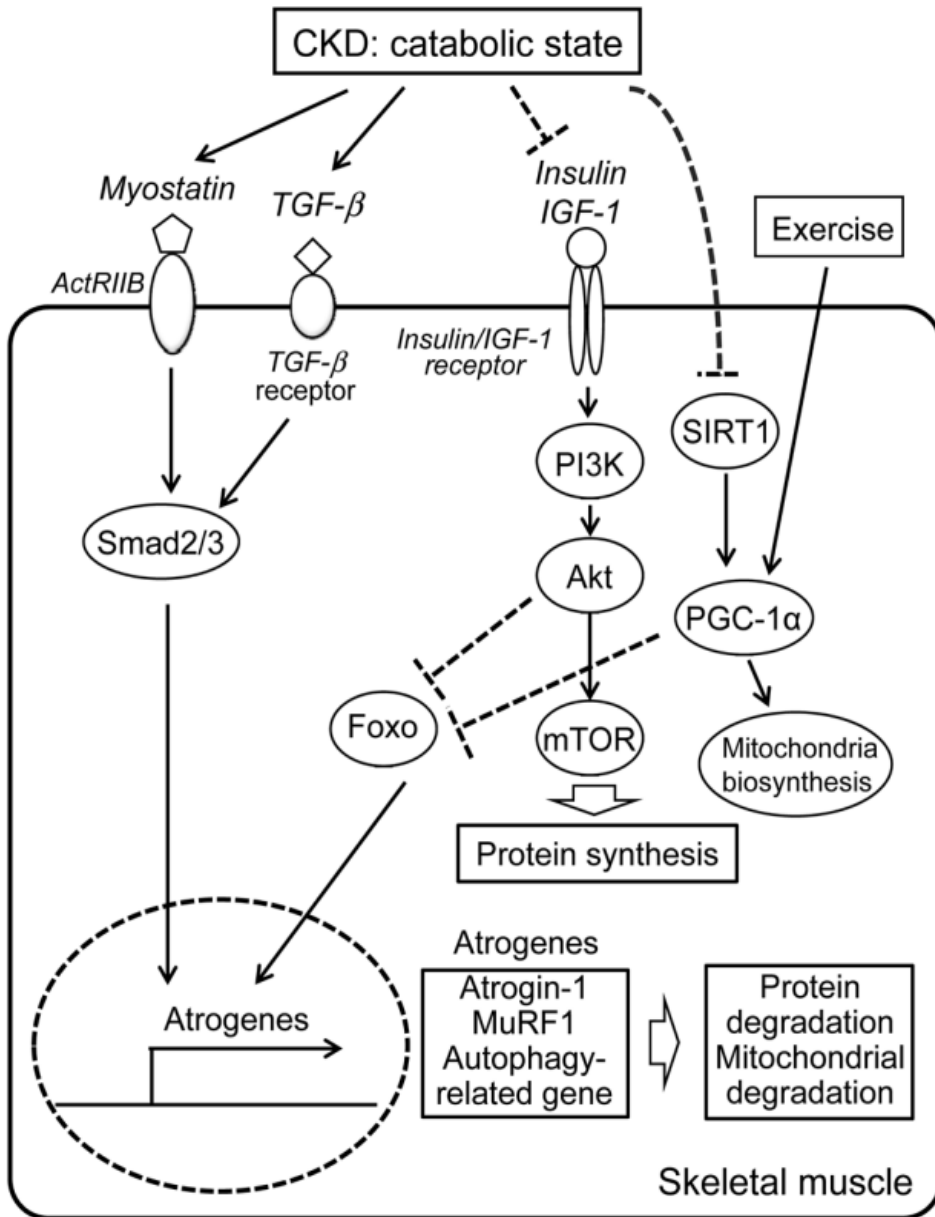 CKD: catabolic state
Myostatin
TGF-β
Insulin
IGF-1
Exercise
ActRIIB
TGF-β
receptor
Insulin/IGF-1
receptor
SIRT1
PI3K
Smad2/3
Akt
PGC-1α
Foxo
mTOR
Mitochondria
biosynthesis
Protein synthesis
Atrogenes
Atrogenes
Atrogin-1
MuRF1
Autophagy-
related gene
Protein
degradation
Mitochondrial
degradation
Skeletal muscle